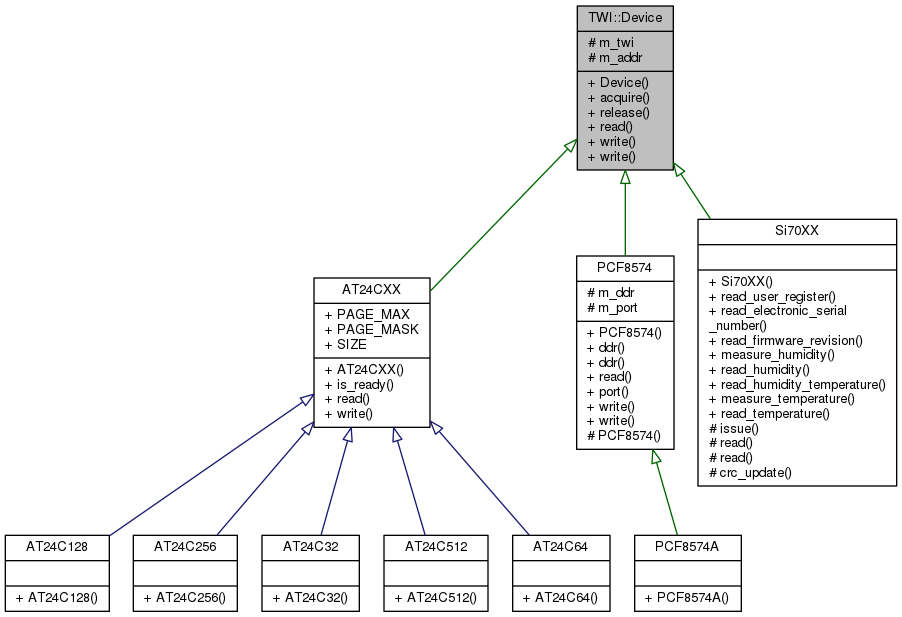 TWI::Device
# m_twi
# m_addr
+ Device()
+ acquire()
+ release()
+ read()
+ write()
+ write()
AT24CXX
+ PAGE_MAX
+ PAGE_MASK
+ SIZE
+ AT24CXX()
+ is_ready()
+ read()
+ write()
PCF8574
# m_ddr
# m_port
+ PCF8574()
+ ddr()
+ ddr()
+ read()
+ port()
+ write()
+ write()
# PCF8574()
Si70XX
+ Si70XX()
+ read_user_register()
+ read_electronic_serial
_number()
+ read_firmware_revision()
+ measure_humidity()
+ read_humidity()
+ read_humidity_temperature()
+ measure_temperature()
+ read_temperature()
# issue()
# read()
# read()
# crc_update()
AT24C128
+ AT24C128()
AT24C256
+ AT24C256()
AT24C32
+ AT24C32()
AT24C512
+ AT24C512()
AT24C64
+ AT24C64()
PCF8574A
+ PCF8574A()